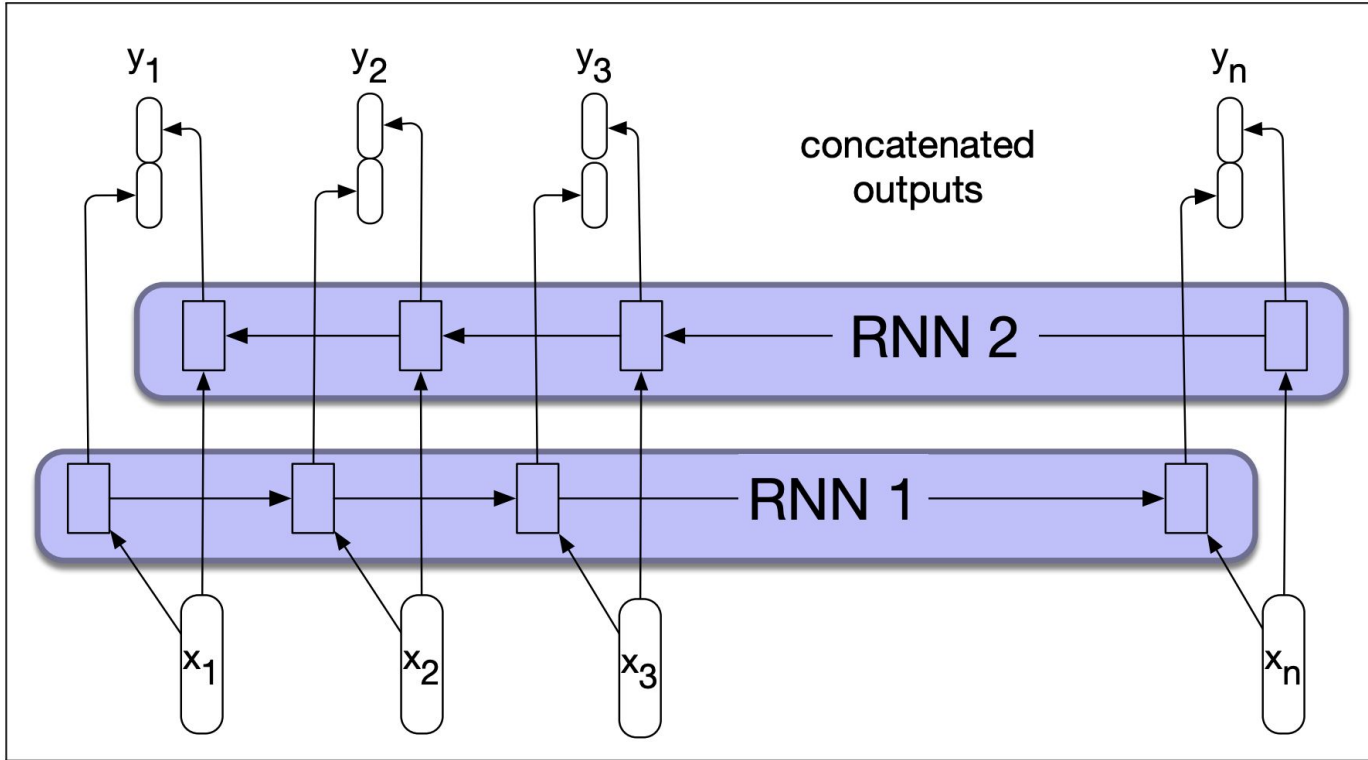 y1
y2
y3
yn
concatenated
outputs
RNN 2
RNN 1
x1
x2
x3
xn